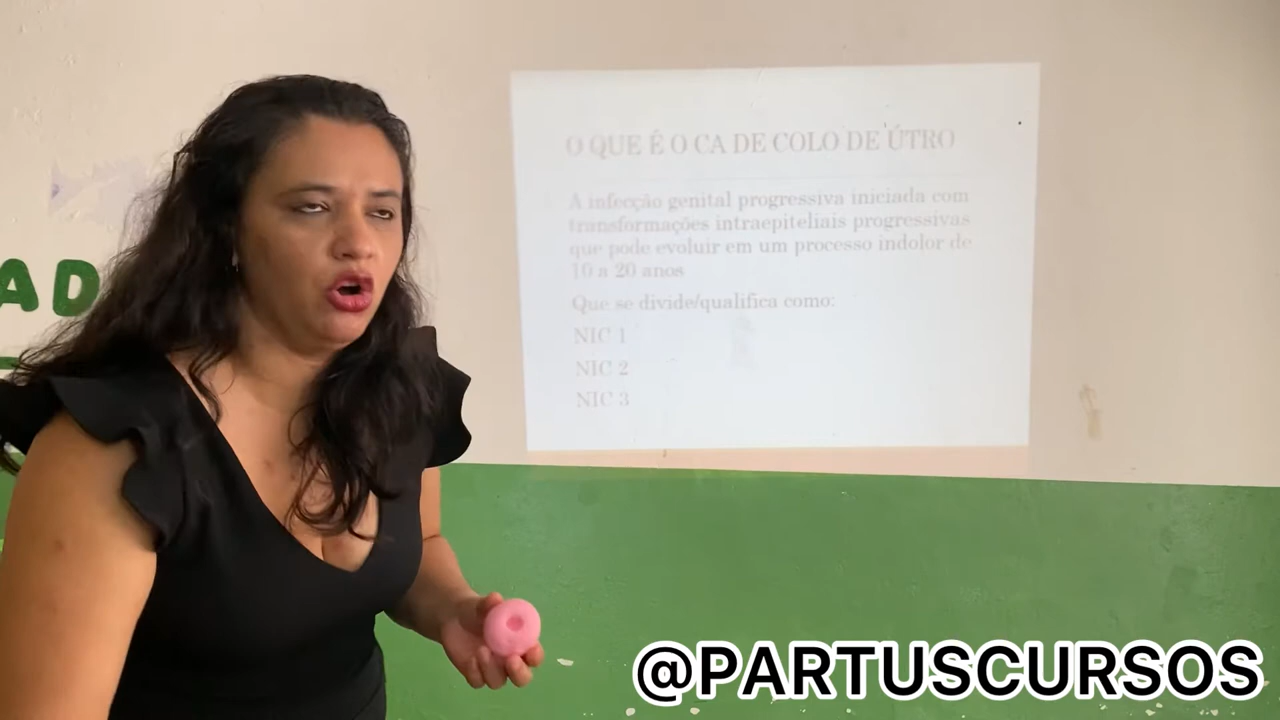 O QUE É O CA DE COLO DE ÚTRO
A infecção genital progressiva iniciada com
transformações intraepiteliais progressivas
que pode evoluir em um processo indolor de
10 a 20 anos
Que se divide/qualifica como:
NIC 1
NIC 2
NIC 3
AD
@PARTUSCURSOS